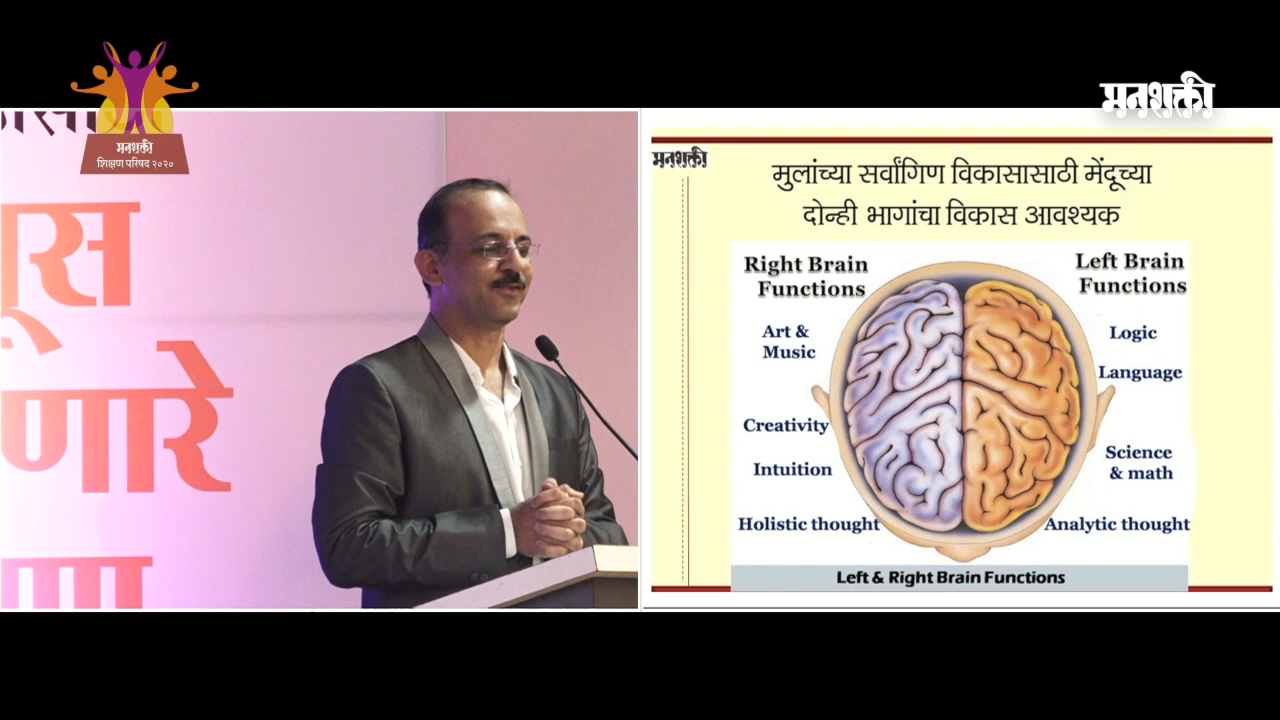 मनशक्ती
शिक्षण परिषद २०२०
मनशक्ती
णारे
मनशक्ती
मुलांच्या सर्वांगिण विकासासाठी मेंदूच्या
दोन्ही भागांचा विकास आवश्यक
Right Brain
Functions
Art &
Music
Creativity
Intuition
Holistic thought
Left Brain
Functions
Logic
Language
Science
& math
Analytic thought
Left & Right Brain Functions